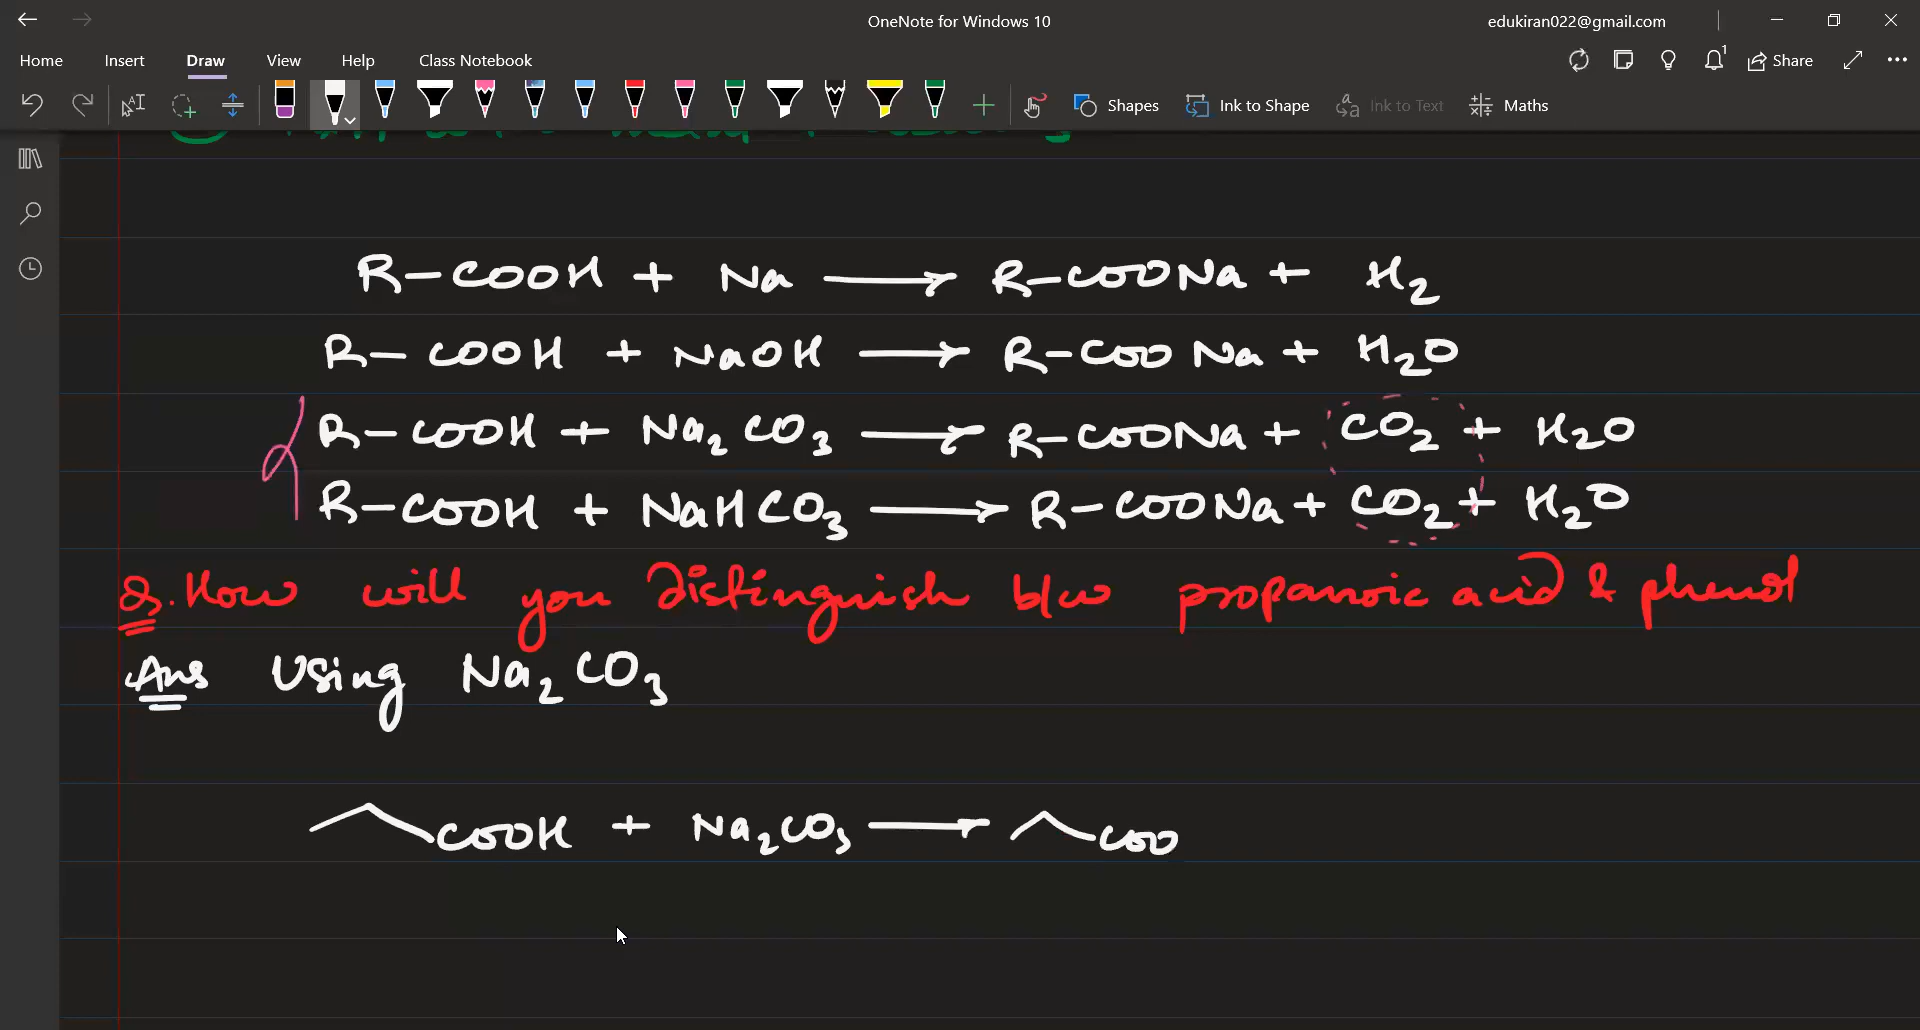 OneNote for Windows 10
edukiran022@gmail.com
Home Insert Draw View Help Class Notebook
1 Share
Shapes Ink to Shape Ink to Text Maths
R-COOH + Na → R-COONa + H2
R-COOH + NaOH → R-COONa + H2O
R-COOH + Na2CO3 → R-COONa + CO2 + H2O
R-COOH + NaHCO3 → R-COONa + CO2 + H2O
Q. How will you distinguish b/w propanoic acid & phenol
Ans Using Na2CO3
COOH + Na2CO3 → COO